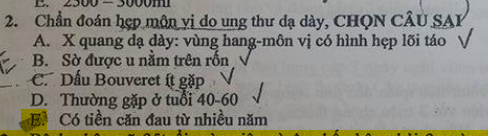 E. 2500 – 3000ml
2. Chẩn đoán hẹp môn vị do ung thư dạ dày, CHỌN CÂU SAI
A. X quang dạ dày: vùng hang-môn vị có hình hẹp lõi táo
B. Sờ được u nằm trên rốn
C. Dấu Bouveret ít gặp
D. Thường gặp ở tuổi 40-60
E. Có tiền căn đau từ nhiều năm